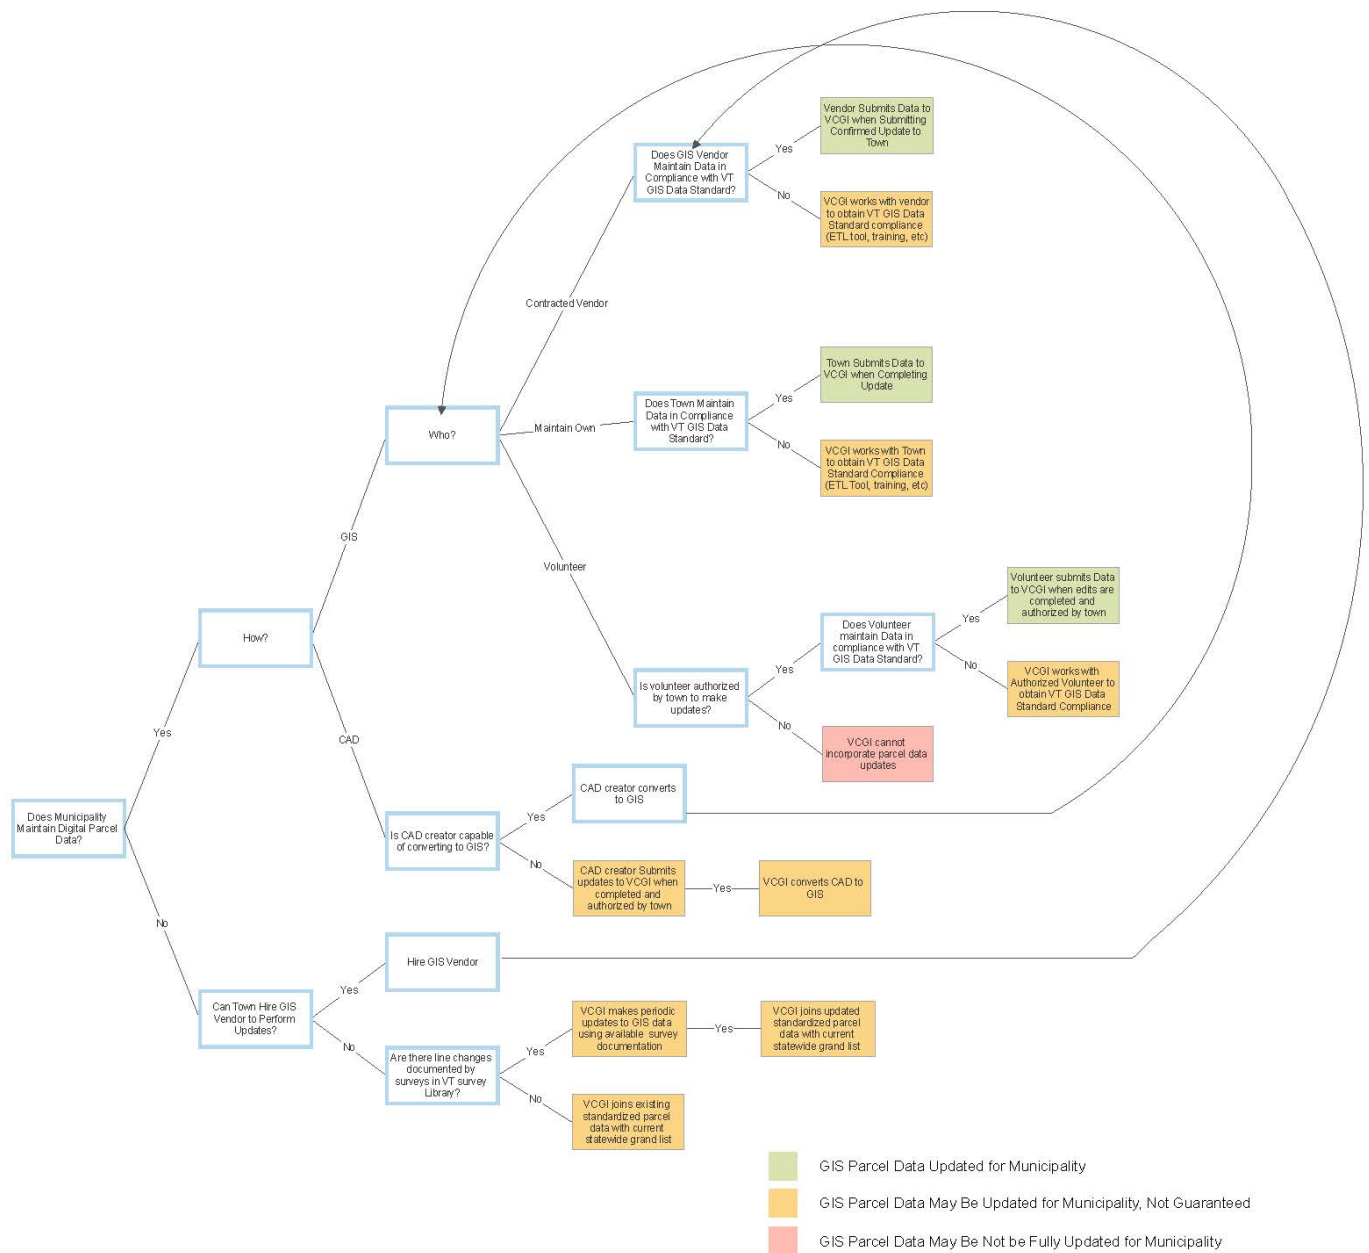 Vendor Submits Data to
VCGI when Submitting
Confirmed Update to
Town
Yes
Does GIS Vendor
Maintain Data in
Compliance with VT
GIS Data Standard?
No
VCGI works with vendor
to obtain VT GIS Data
Standard compliance
(ETL tool, training, etc)
Contracted Vendor
Town Submits Data to
VCGI when Completing
Update
Yes
Does Town Maintain
Data in Compliance
with VT GIS Data
Standard?
Who?
Maintain Own
No
VCGI works with Town
to obtain VT GIS Data
Standard Compliance
(ETL Tool, training, etc)
GIS
Volunteer
Volunteer submits Data
to VCGI when edits are
completed and
authorized by town
Yes
Does Volunteer
maintain Data in
compliance with VT
GIS Data Standard?
How?
No
VCGI works with
Authorized Volunteer to
obtain VT GIS Data
Standard Compliance
Yes
Is volunteer authorized
by town to make
updates?
No
VCGI cannot
incorporate parcel data
updates
Yes
CAD
CAD creator converts
to GIS
Yes
Does Municipality
Maintain Digital Parcel
Data?
Is CAD creator capable
of converting to GIS?
No
CAD creator Submits
updates to VCGI when
completed and
authorized by town
Yes
VCGI converts CAD to
GIS
No
Hire GIS Vendor
Yes
Can Town Hire GIS
Vendor to Perform
Updates?
No
VCGI makes periodic
updates to GIS data
using available survey
documentation
Yes
VCGI joins updated
standardized parcel
data with current
statewide grand list
Yes
Are there line changes
documented by
surveys in VT survey
Library?
No
VCGI joins existing
standardized parcel
data with current
statewide grand list
GIS Parcel Data Updated for Municipality
GIS Parcel Data May Be Updated for Municipality, Not Guaranteed
GIS Parcel Data May Be Not be Fully Updated for Municipality